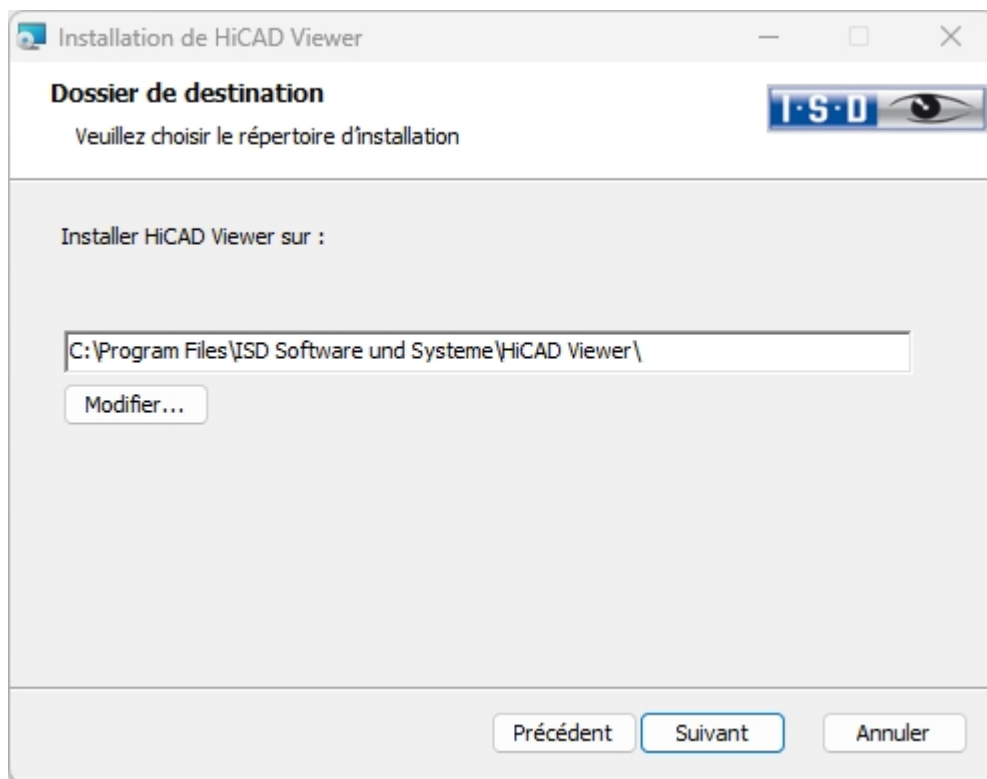 Installation de HiCAD Viewer
Dossier de destination
Veuillez choisir le répertoire d'installation
I·S·D
Installer HiCAD Viewer sur :
C:\Program Files\ISD Software und Systeme\HiCAD Viewer\
Modifier...
Précédent
Suivant
Annuler